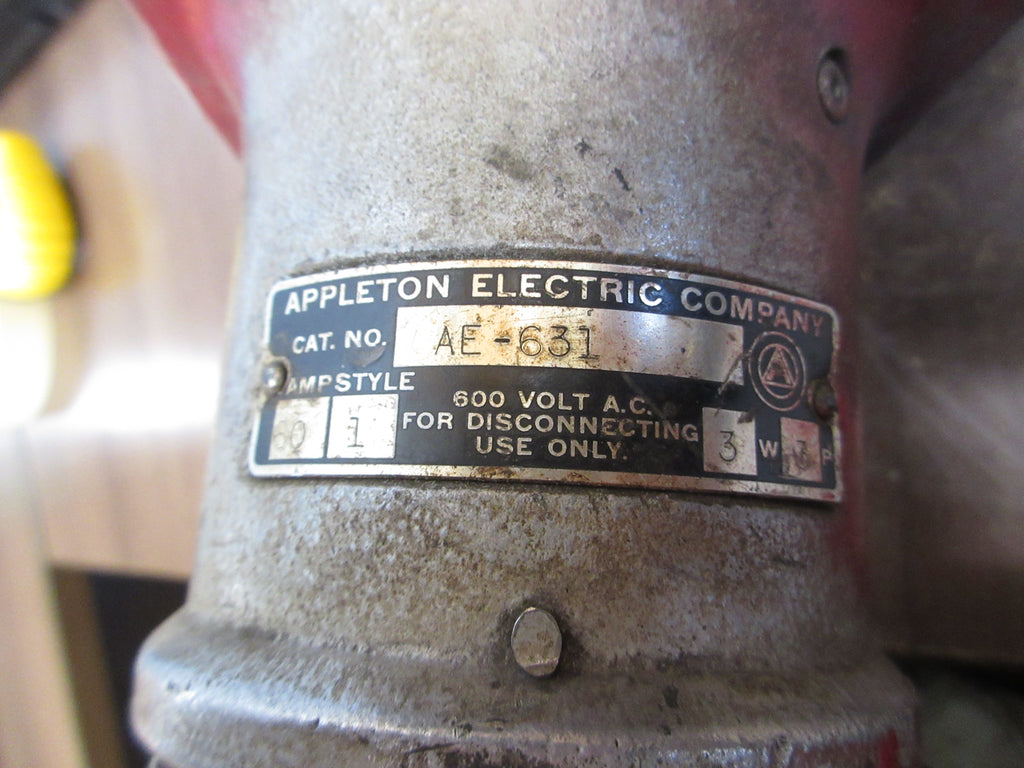 APPLETON ELECTRIC COMPANY
CAT. NO. AE-631
AMP STYLE
60 1
600 VOLT A.C.
FOR DISCONNECTING
USE ONLY.
3 W 3 P